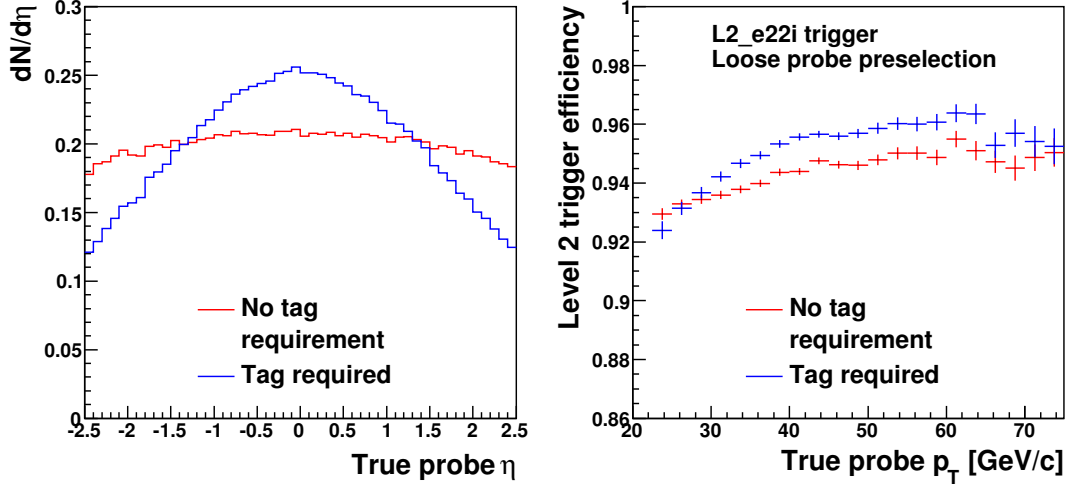 dN/dη
0.3
0.25
0.2
0.15
0.1
0.05
0
-2.5 -2 -1.5 -1 -0.5 0 0.5 1 1.5 2 2.5
True probe η
No tag
requirement
Tag required
Level 2 trigger efficiency
1
0.98
0.96
0.94
0.92
0.9
0.88
0.86
20 30 40 50 60 70
True probe p_T [GeV/c]
L2_e22i trigger
Loose probe preselection
No tag
requirement
Tag required